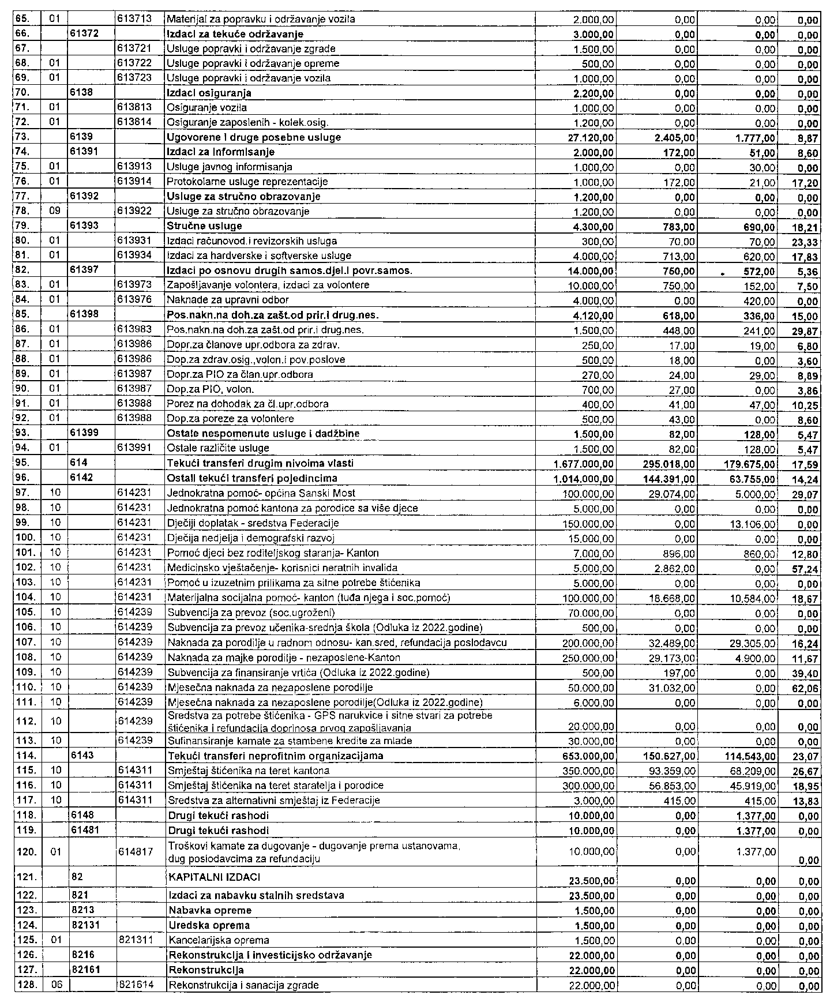 65. 01 613713 Materijal za popravku i održavanje vozila 2.000,00 0,00 0,00 0,00
66. 61372 Izdaci za tekuće održavanje 3.000,00 0,00 0,00 0,00
67. 613721 Usluge popravki i održavanje zgrade 1.500,00 0,00 0,00 0,00
68. 01 613722 Usluge popravki i održavanje opreme 500,00 0,00 0,00 0,00
69. 01 613723 Usluge popravki i održavanje vozila 1.000,00 0,00 0,00 0,00
70. 6138 Izdaci osiguranja 2.200,00 0,00 0,00 0,00
71. 01 613813 Osiguranje vozila 1.000,00 0,00 0,00 0,00
72. 01 613814 Osiguranje zaposlenih - kolek.osig. 1.200,00 0,00 0,00 0,00
73. 6139 Ugovorene i druge posebne usluge 27.120,00 2.405,00 1.777,00 8,87
74. 61391 Izdaci za informisanje 2.000,00 172,00 51,00 8,60
75. 01 613913 Usluge javnog informisanja 1.000,00 0,00 30,00 0,00
76. 01 613914 Protokolarne usluge reprezentacije 1.000,00 172,00 21,00 17,20
77. 61392 Usluge za stručno obrazovanje 1.200,00 0,00 0,00 0,00
78. 09 613922 Usluge za stručno obrazovanje 1.200,00 0,00 0,00 0,00
79. 61393 Stručne usluge 4.300,00 783,00 690,00 18,21
80. 01 613931 Izdaci računovod.i revizorskih usluga 300,00 70,00 70,00 23,33
81. 01 613934 Izdaci za hardverske i softverske usluge 4.000,00 713,00 620,00 17,83
82. 61397 Izdaci po osnovu drugih samos.djel.i povr.samos. 14.000,00 750,00 572,00 5,36
83. 01 613973 Zapošljavanje volontera, izdaci za volontere 10.000,00 750,00 152,00 7,50
84. 01 613976 Naknade za upravni odbor 4.000,00 0,00 420,00 0,00
85. 61398 Pos.nakn.na doh.za zašt.od prir.i drug.nes. 4.120,00 618,00 336,00 15,00
86. 01 613983 Pos.nakn.na doh.za zašt.od prir.i drug.nes. 1.500,00 448,00 241,00 29,87
87. 01 613986 Dopr.za članove upr.odbora za zdrav. 250,00 17,00 19,00 6,80
88. 01 613986 Dop.za zdrav.osig.,volon.i pov.poslove 500,00 18,00 0,00 3,60
89. 01 613987 Dopr.za PIO za član.upr.odbora 270,00 24,00 29,00 8,89
90. 01 613987 Dop.za PIO, volon. 700,00 27,00 0,00 3,86
91. 01 613988 Porez na dohodak za čl.upr.odbora 400,00 41,00 47,00 10,25
92. 01 613988 Dop.za poreze za volontere 500,00 43,00 0,00 8,60
93. 61399 Ostale nespomenute usluge i dadžbine 1.500,00 82,00 128,00 5,47
94. 01 613991 Ostale različite usluge 1.500,00 82,00 128,00 5,47
95. 614 Tekući transferi drugim nivoima vlasti 1.677.000,00 295.018,00 179.675,00 17,59
96. 6142 Ostali tekući transferi pojedincima 1.014.000,00 144.391,00 63.755,00 14,24
97. 10 614231 Jednokratna pomoć- općina Sanski Most 100.000,00 29.074,00 5.000,00 29,07
98. 10 614231 Jednokratna pomoć kantona za porodice sa više djece 5.000,00 0,00 0,00 0,00
99. 10 614231 Dječiji doplatak - sredstva Federacije 150.000,00 0,00 13.106,00 0,00
100. 10 614231 Dječija nedjelja i demografski razvoj 15.000,00 0,00 0,00 0,00
101. 10 614231 Pomoć djeci bez roditeljskog staranja- Kanton 7.000,00 896,00 860,00 12,80
102. 10 614231 Medicinsko vještačenje- korisnici neratnih invalida 5.000,00 2.862,00 0,00 57,24
103. 10 614231 Pomoć u izuzetnim prilikama za sitne potrebe štićenika 5.000,00 0,00 0,00 0,00
104. 10 614231 Materijalna socijalna pomoć- kanton (tuđa njega i soc.pomoć) 100.000,00 18.668,00 10.584,00 18,67
105. 10 614239 Subvencija za prevoz (soc.ugroženi) 70.000,00 0,00 0,00 0,00
106. 10 614239 Subvencija za prevoz učenika-srednja škola (Odluka iz 2022.godine) 500,00 0,00 0,00 0,00
107. 10 614239 Naknada za porodilje u radnom odnosu- kan.sred, refundacija poslodavcu 200.000,00 32.489,00 29.305,00 16,24
108. 10 614239 Naknada za majke porodilje - nezaposlene-Kanton 250.000,00 29.173,00 4.900,00 11,67
109. 10 614239 Subvencija za finansiranje vrtića (Odluka iz 2022.godine) 500,00 197,00 0,00 39,40
110. 10 614239 Mjesečna naknada za nezaposlene porodilje 50.000,00 31.032,00 0,00 62,06
111. 10 614239 Mjesečna naknada za nezaposlene porodilje(Odluka iz 2022.godine) 6.000,00 0,00 0,00 0,00
112. 10 614239 Sredstva za potrebe štićenika - GPS narukvice i sitne stvari za potrebe
štićenika i refundacija doprinosa prvog zapošljavanja 20.000,00 0,00 0,00 0,00
113. 10 614239 Sufinansiranje kamate za stambene kredite za mlade 30.000,00 0,00 0,00 0,00
114. 6143 Tekući transferi neprofitnim organizacijama 653.000,00 150.627,00 114.543,00 23,07
115. 10 614311 Smještaj štićenika na teret kantona 350.000,00 93.359,00 68.209,00 26,67
116. 10 614311 Smještaj štićenika na teret staratelja i porodice 300.000,00 56.853,00 45.919,00 18,95
117. 10 614311 Sredstva za alternativni smještaj iz Federacije 3.000,00 415,00 415,00 13,83
118. 6148 Drugi tekući rashodi 10.000,00 0,00 1.377,00 0,00
119. 61481 Drugi tekući rashodi 10.000,00 0,00 1.377,00 0,00
120. 01 614817 Troškovi kamate za dugovanje - dugovanje prema ustanovama,
dug poslodavcima za refundaciju 10.000,00 0,00 1.377,00 0,00
121. 82 KAPITALNI IZDACI 23.500,00 0,00 0,00 0,00
122. 821 Izdaci za nabavku stalnih sredstava 23.500,00 0,00 0,00 0,00
123. 8213 Nabavka opreme 1.500,00 0,00 0,00 0,00
124. 82131 Uredska oprema 1.500,00 0,00 0,00 0,00
125. 01 821311 Kancelarijska oprema 1.500,00 0,00 0,00 0,00
126. 8216 Rekonstrukcija i investicijsko održavanje 22.000,00 0,00 0,00 0,00
127. 82161 Rekonstrukcija 22.000,00 0,00 0,00 0,00
128. 06 821614 Rekonstrukcija i sanacija zgrade 22.000,00 0,00 0,00 0,00